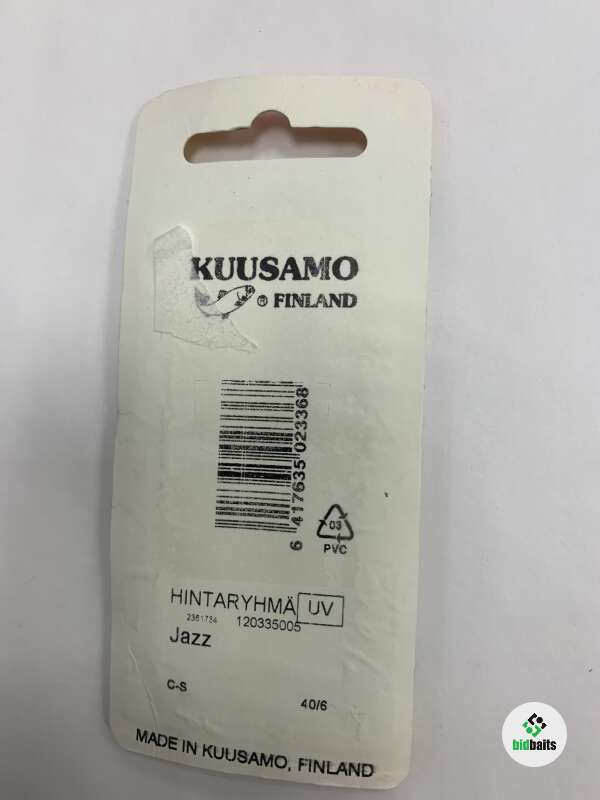 KUUSAMO
® FINLAND
6 417635 023368
03
PVC
HINTARYHMÄ UV
2361734 120335005
Jazz
C-S 40/6
MADE IN KUUSAMO, FINLAND
bidbaits